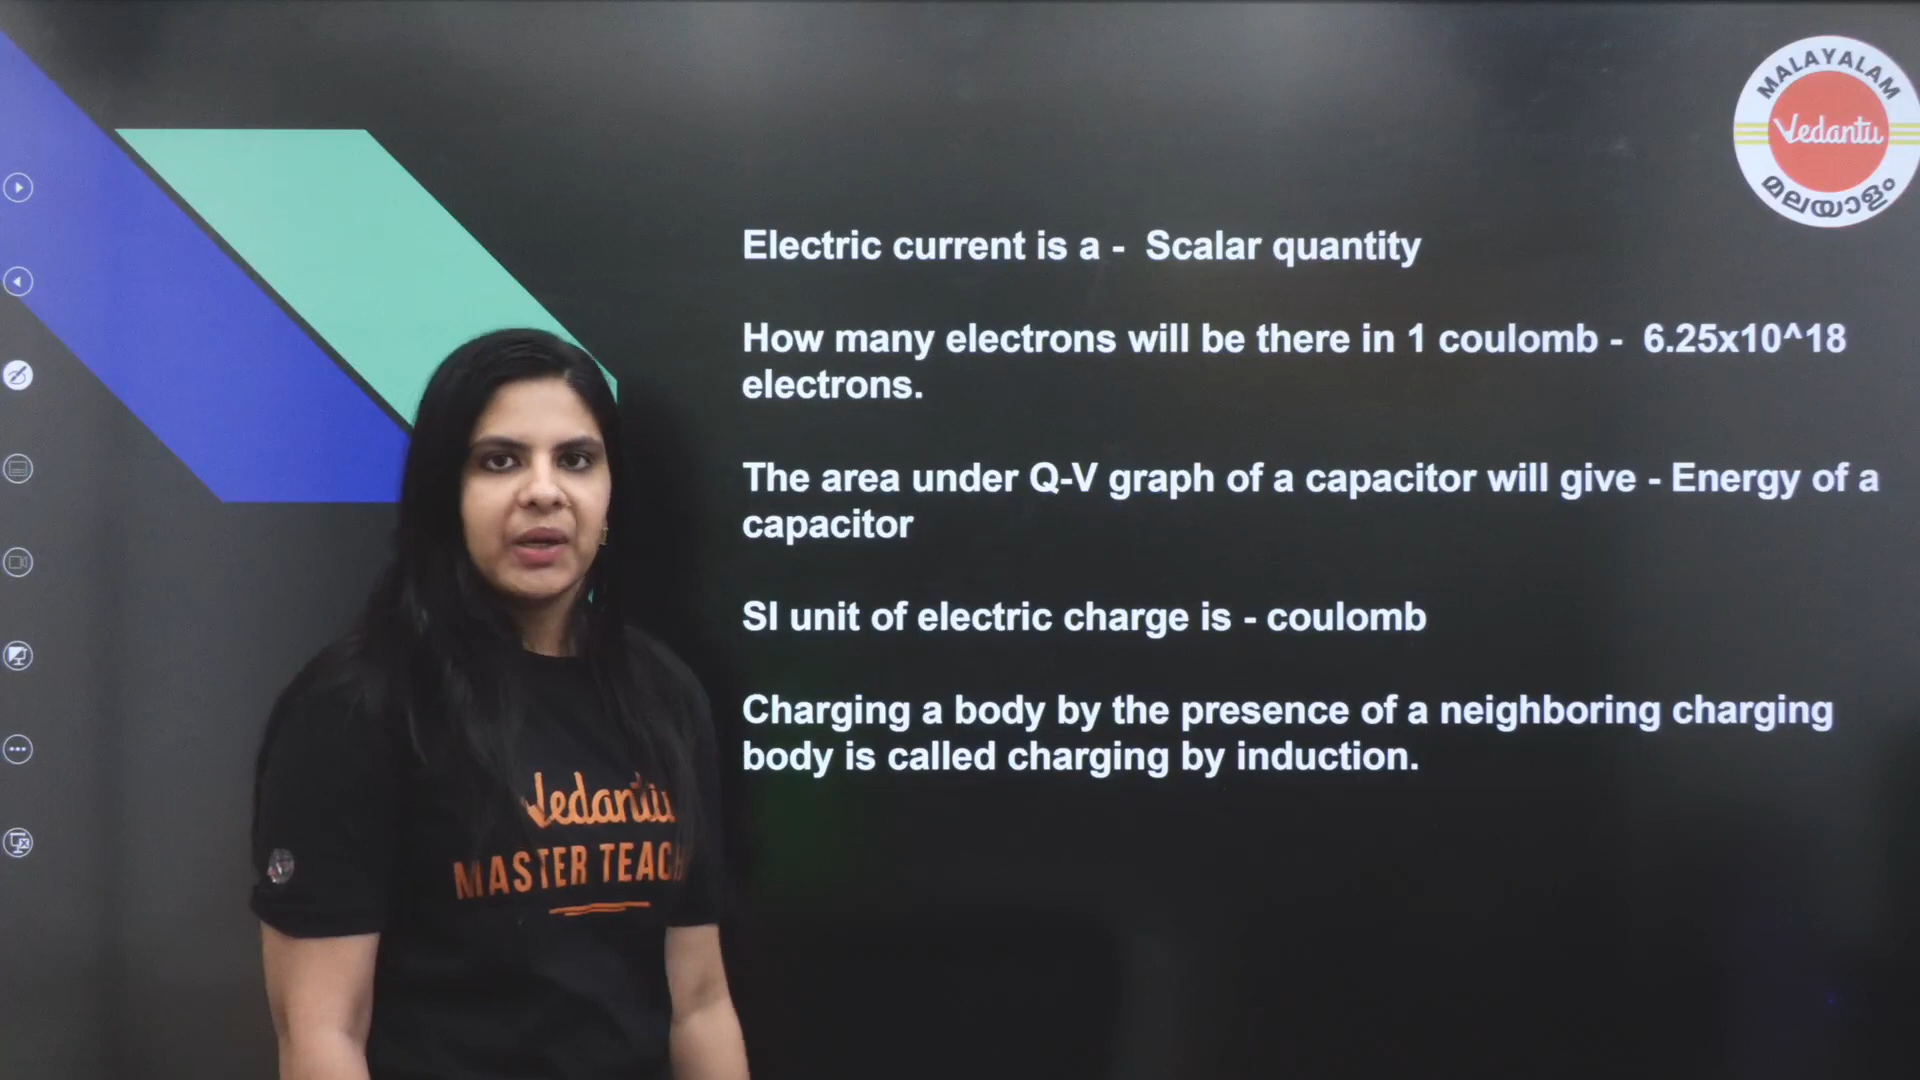 MALAYALAM
Vedantu
മലയാളം
Electric current is a - Scalar quantity
How many electrons will be there in 1 coulomb - 6.25x10^18
electrons.
The area under Q-V graph of a capacitor will give - Energy of a
capacitor
SI unit of electric charge is - coulomb
Charging a body by the presence of a neighboring charging
body is called charging by induction.
Vedantu
MASTER TEACH